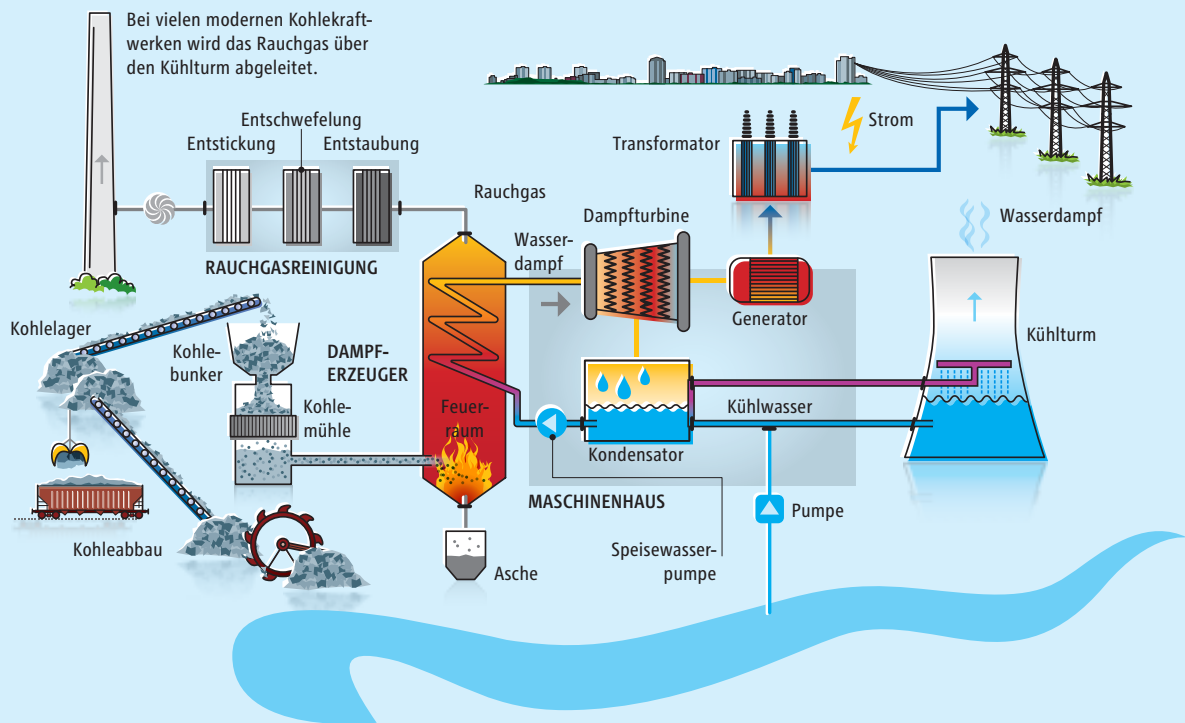 Bei vielen modernen Kohlekraft-
werken wird das Rauchgas über
den Kühlturm abgeleitet.
Strom
Transformator
Entschwefelung
Entstickung
Entstaubung
Rauchgas
Dampfturbine
Wasserdampf
RAUCHGASREINIGUNG
Wasser-
dampf
Generator
Kohlelager
Kühlturm
Kohle-
bunker
DAMPF-
ERZEUGER
Kohle-
mühle
Feuer-
raum
Kühlwasser
Kondensator
MASCHINENHAUS
Pumpe
Kohleabbau
Speisewasser-
pumpe
Asche